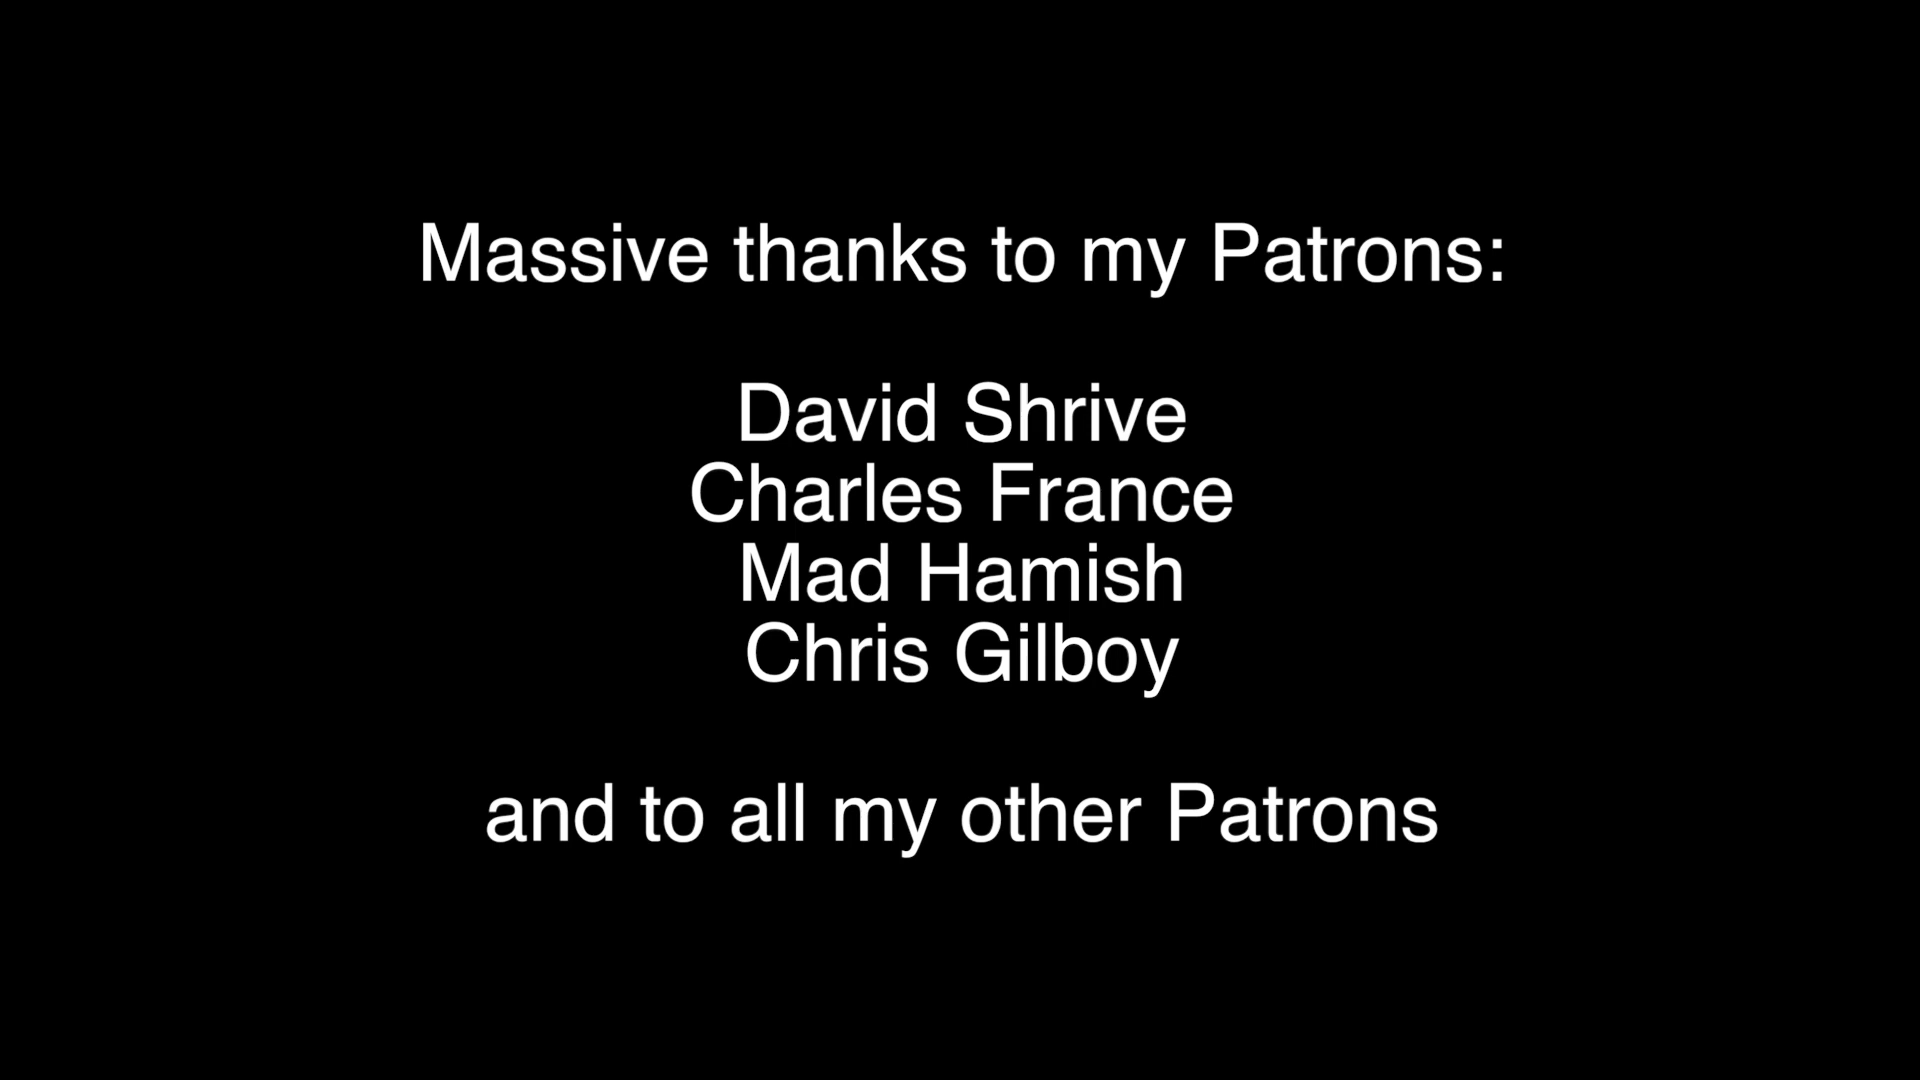 Massive thanks to my Patrons:
David Shrive
Charles France
Mad Hamish
Chris Gilboy
and to all my other Patrons